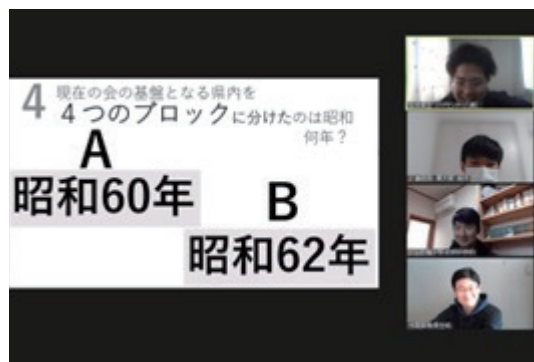 4 現在の会の基盤となる県内を
４つのブロックに分けたのは昭和
何年？
A
昭和60年
B
昭和62年